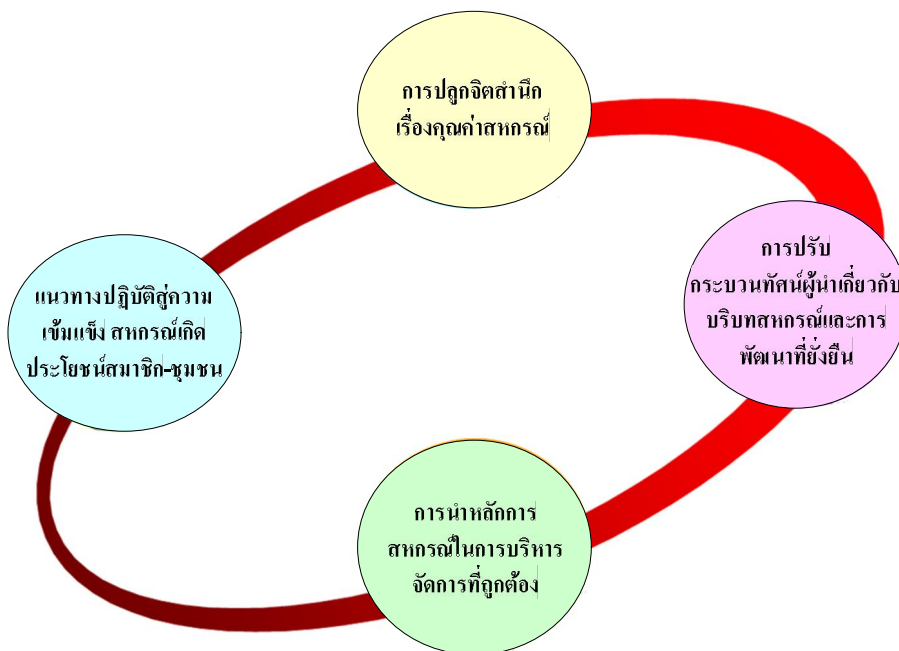 การปลูกจิตสำนึก
เรื่องคุณค่าสหกรณ์
การปรับ
กระบวนทัศน์ผู้นำเกี่ยวกับ
บริบทสหกรณ์และการ
พัฒนาที่ยั่งยืน
แนวทางปฏิบัติสู่ความ
เข้มแข็ง สหกรณ์เกิด
ประโยชน์สมาชิก-ชุมชน
การนำหลักการ
สหกรณ์ในการบริหาร
จัดการที่ถูกต้อง